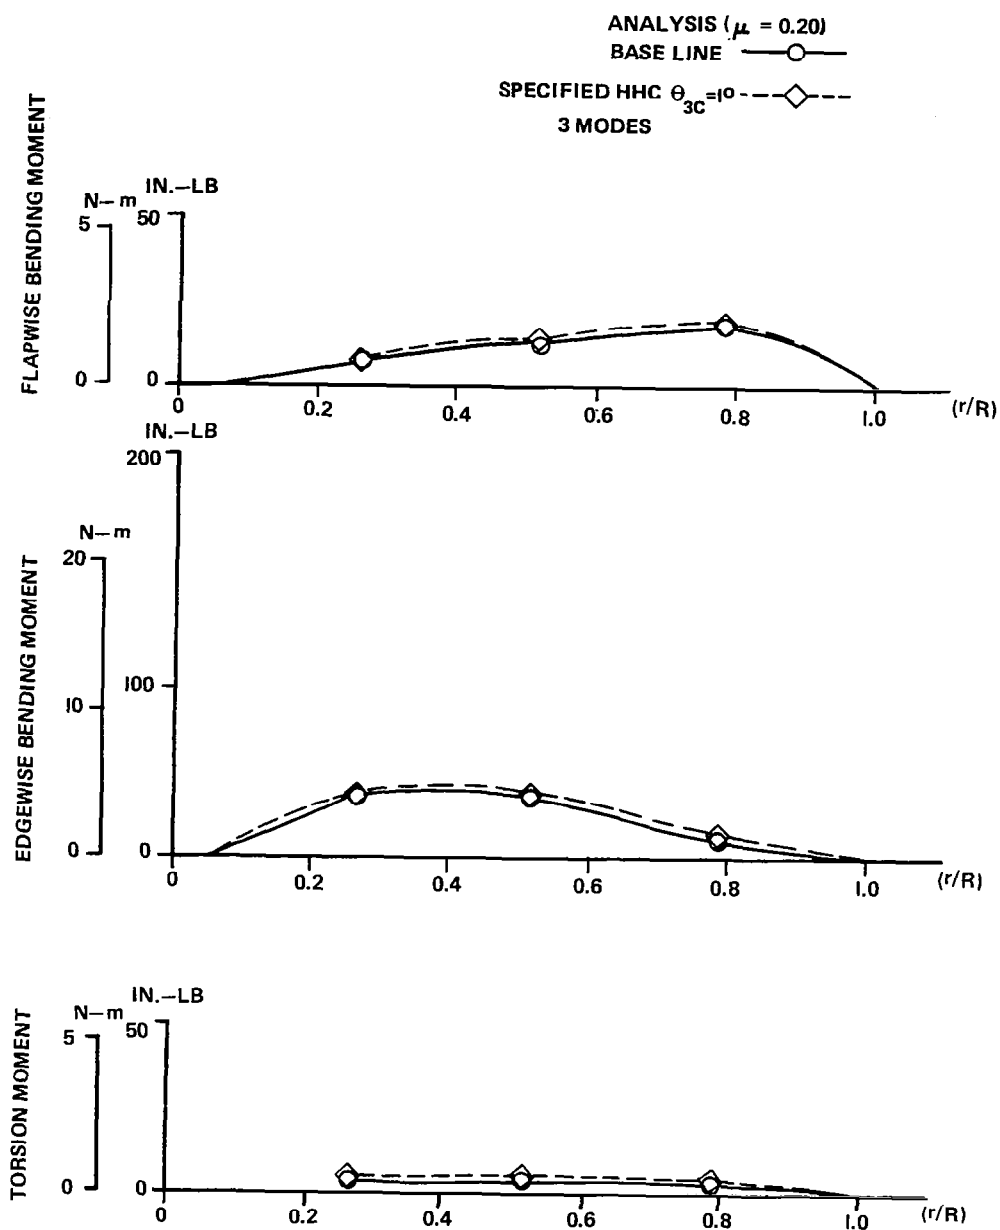 ANALYSIS (μ = 0.20)
BASE LINE
SPECIFIED HHC θ3C=1°
3 MODES
FLAPWISE BENDING MOMENT
N–m
IN.–LB
5
50
0
0
0
0.2
0.4
0.6
0.8
1.0
(r/R)
EDGEWISE BENDING MOMENT
IN.–LB
200
N–m
20
100
10
0
0
0
0.2
0.4
0.6
0.8
1.0
(r/R)
TORSION MOMENT
N–m
IN.–LB
5
50
0
0
0
0.2
0.4
0.6
0.8
1.0
(r/R)